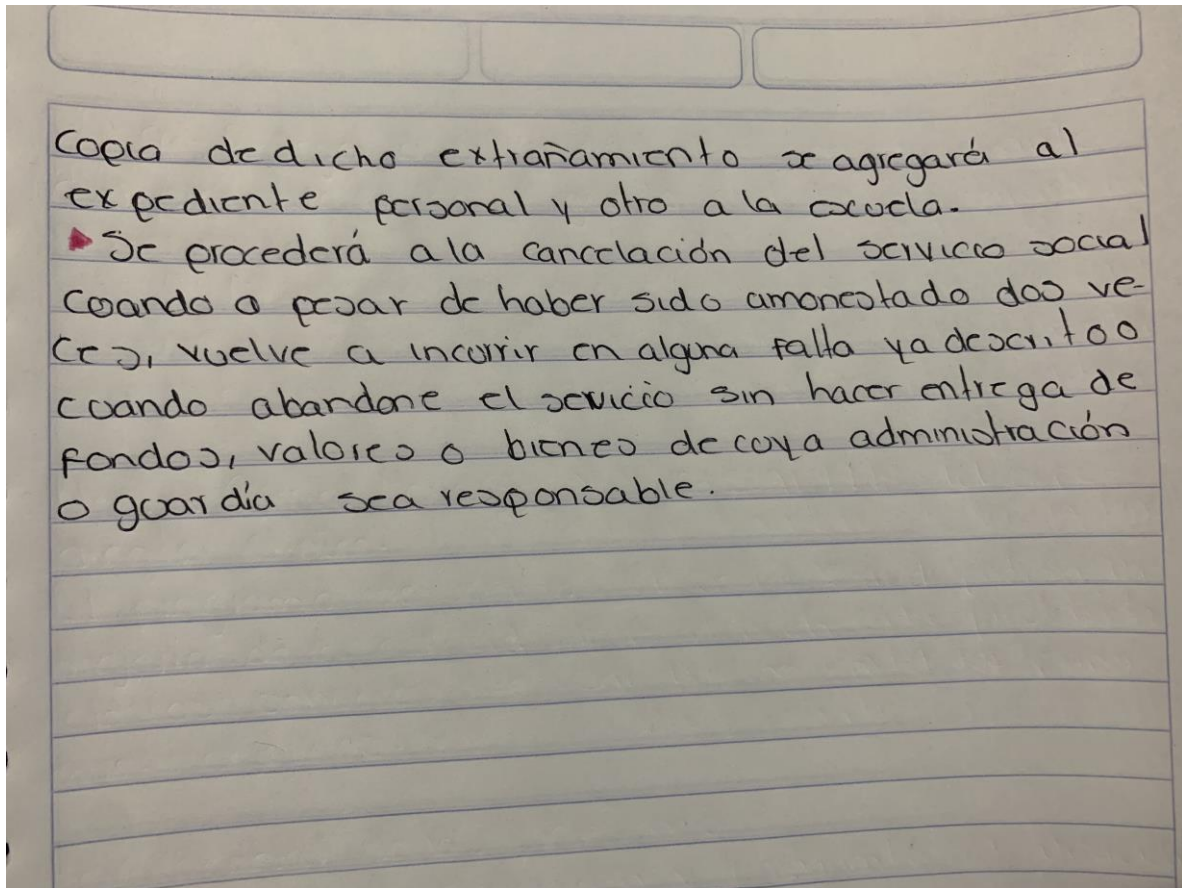 Copia de dicho extrañamiento se agregará al
expediente personal y otro a la escuela.
Se procederá a la cancelación del servicio social
cuando a pesar de haber sido amonestado dos ve-
ces, vuelve a incurrir en alguna falta ya descrit o o
cuando abandone el servicio sin hacer entrega de
fondos, valores o bienes de cuya administración
o guardia sea responsable.